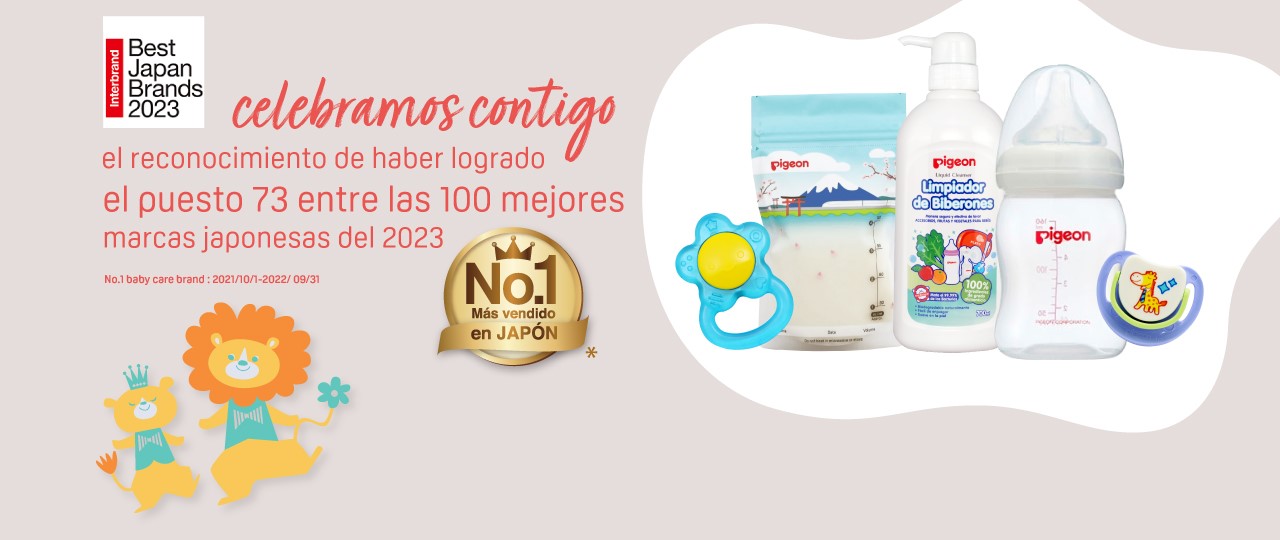 Interbrand
Best
Japan
Brands
2023
celebramos contigo
el reconocimiento de haber logrado
el puesto 73 entre las 100 mejores
marcas japonesas del 2023
No.1 baby care brand : 2021/10/1-2022/ 09/31
No.1
Más vendido
en JAPÓN
*
Pigeon
Pigeon
Liquid Cleanser
Limpiador
de Biberones
100%
700ml
Pigeon
160